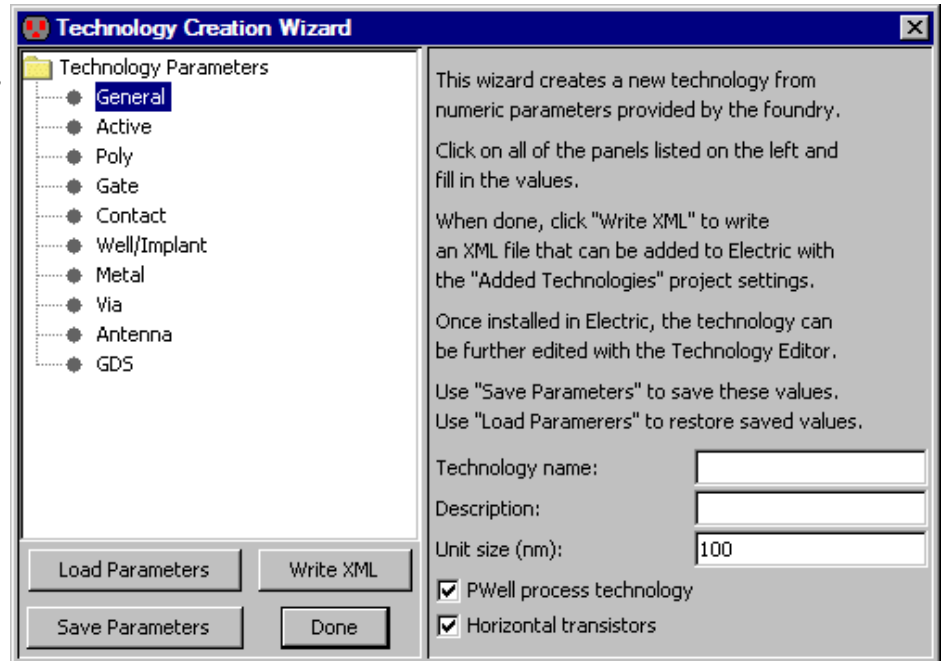 Technology Creation Wizard
Technology Parameters
General
Active
Poly
Gate
Contact
Well/Implant
Metal
Via
Antenna
GDS
Load Parameters
Write XML
Save Parameters
Done
This wizard creates a new technology from
numeric parameters provided by the foundry.
Click on all of the panels listed on the left and
fill in the values.
When done, click "Write XML" to write
an XML file that can be added to Electric with
the "Added Technologies" project settings.
Once installed in Electric, the technology can
be further edited with the Technology Editor.
Use "Save Parameters" to save these values.
Use "Load Paramerers" to restore saved values.
Technology name:
Description:
Unit size (nm): 100
PWell process technology
Horizontal transistors